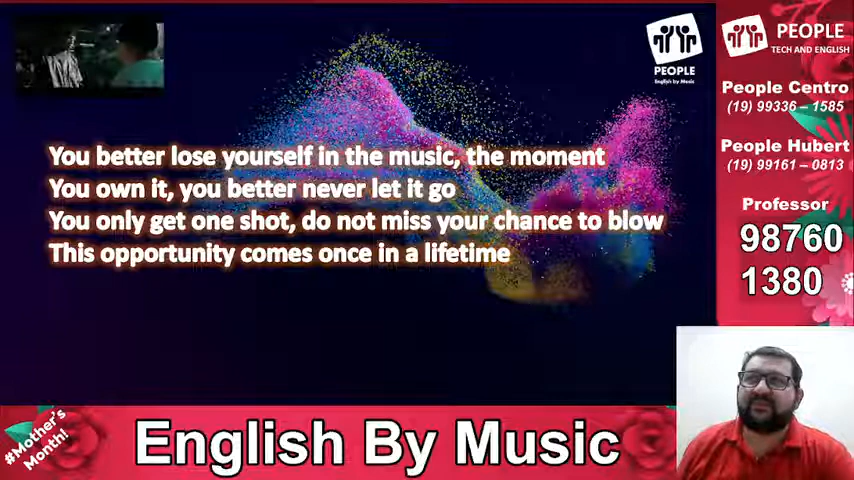 PEOPLE
English by Music
You better lose yourself in the music, the moment
You own it, you better never let it go
You only get one shot, do not miss your chance to blow
This opportunity comes once in a lifetime
PEOPLE
TECH AND ENGLISH
People Centro
(19) 99336 – 1585
People Hubert
(19) 99161 – 0813
Professor
98760
1380
#Mother's
Month!
English By Music